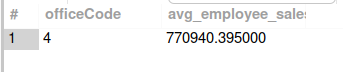 # officeCode avg_employee_sales
1 4 770940.395000